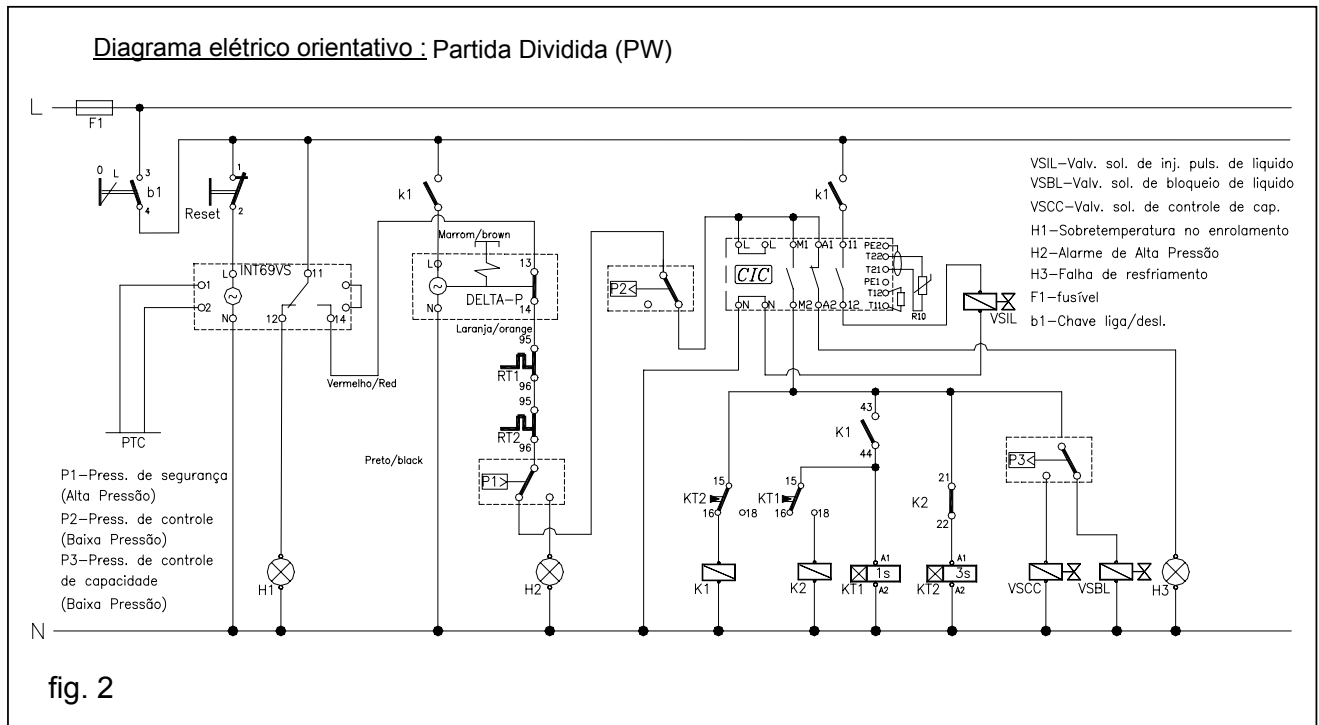 Diagrama elétrico orientativo : Partida Dividida (PW)
L
F1
0 L 3
b1
4
1
Reset
2
k1
k1
Marrom/brown
L 11
1
2
INT69VS
N 12 14
L 13
DELTA-P
N 14
Laranja/orange
95
RT1
96
95
RT2
96
Vermelho/Red
Preto/black
PTC
P1>
P2<
L L M1 A1 11
CIC
N N M2 A2 12
PE2
T22
T21
PE1
T12
T11
R10
VSIL
VSIL-Valv. sol. de inj. puls. de liquido
VSBL-Valv. sol. de bloqueio de liquido
VSCC-Valv. sol. de controle de cap.
H1-Sobretemperatura no enrolamento
H2-Alarme de Alta Pressão
H3-Falha de resfriamento
F1-fusível
b1-Chave liga/desl.
P1-Press. de segurança
(Alta Pressão)
P2-Press. de controle
(Baixa Pressão)
P3-Press. de controle
de capacidade
(Baixa Pressão)
43
K1
44
15
KT2
16 18
15
KT1
16 18
21
K2
22
P3<
H1
H2
K1
K2
A1
1s
KT1 A2
A1
3s
KT2 A2
VSCC
VSBL
H3
N
fig. 2